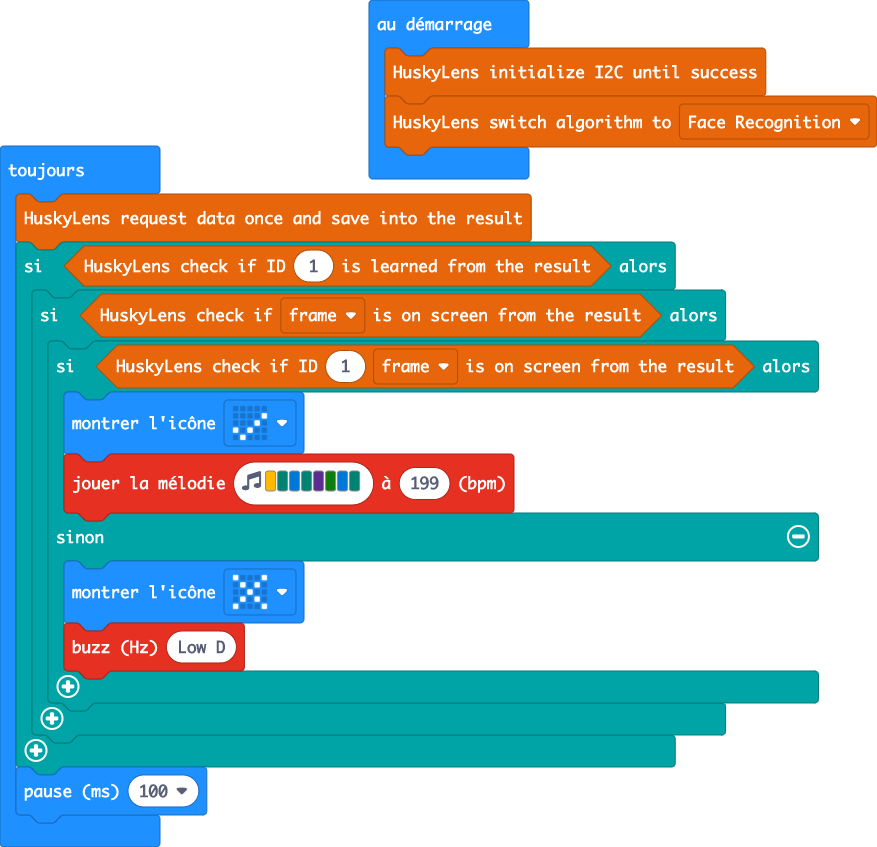 au démarrage
HuskyLens initialize I2C until success
HuskyLens switch algorithm to Face Recognition
toujours
HuskyLens request data once and save into the result
si HuskyLens check if ID 1 is learned from the result alors
si HuskyLens check if frame is on screen from the result alors
si HuskyLens check if ID 1 frame is on screen from the result alors
montrer l'icône
jouer la mélodie à 199 (bpm)
sinon
montrer l'icône
buzz (Hz) Low D
pause (ms) 100